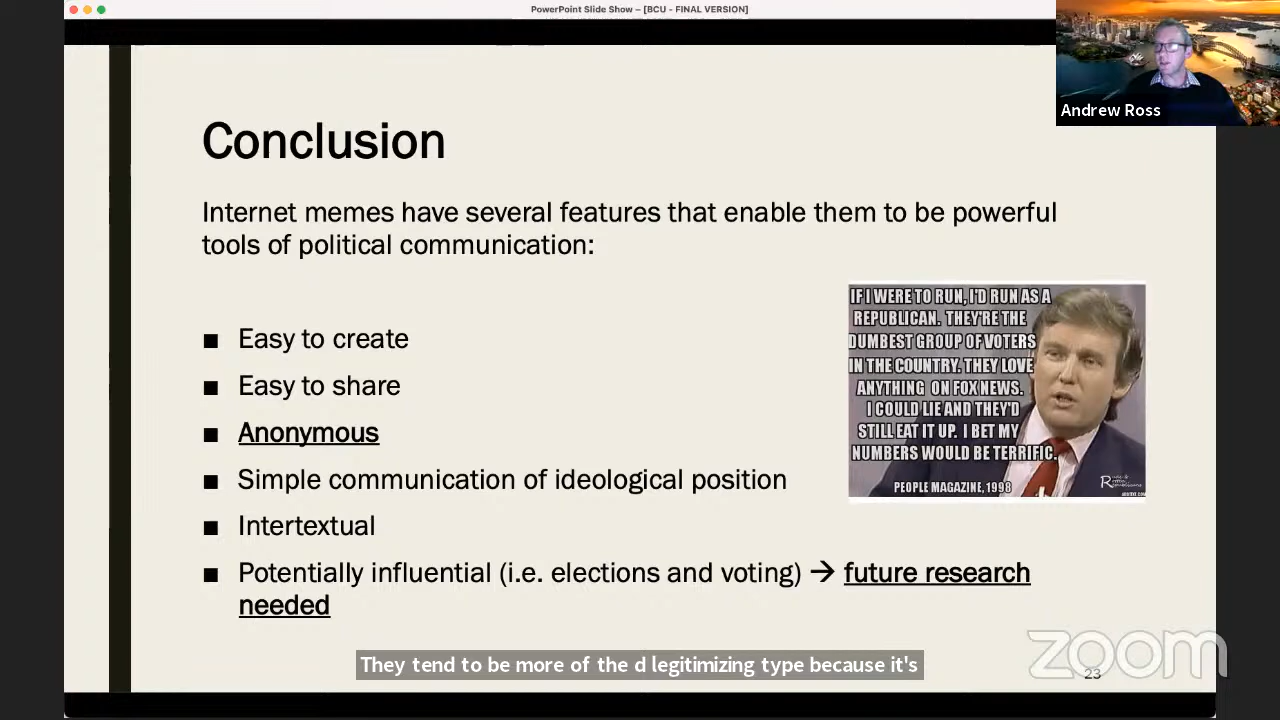 PowerPoint Slide Show – [BCU - FINAL VERSION]
Andrew Ross
Conclusion
Internet memes have several features that enable them to be powerful
tools of political communication:
■ Easy to create
■ Easy to share
■ Anonymous
■ Simple communication of ideological position
■ Intertextual
■ Potentially influential (i.e. elections and voting) → future research
needed
IF I WERE TO RUN, I'D RUN AS A
REPUBLICAN. THEY'RE THE
DUMBEST GROUP OF VOTERS
IN THE COUNTRY. THEY LOVE
ANYTHING ON FOX NEWS.
I COULD LIE AND THEY'D
STILL EAT IT UP. I BET MY
NUMBERS WOULD BE TERRIFIC.
PEOPLE MAGAZINE, 1998
They tend to be more of the d legitimizing type because it's
zoom
23